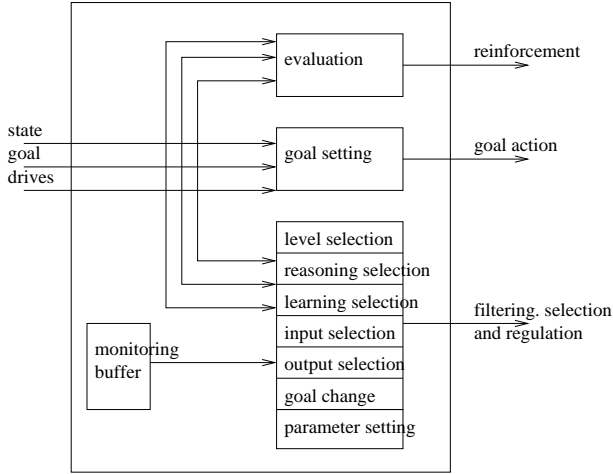 evaluation
reinforcement
state
goal
drives
goal setting
goal action
level selection
reasoning selection
learning selection
input selection
output selection
goal change
parameter setting
monitoring
buffer
filtering. selection
and regulation